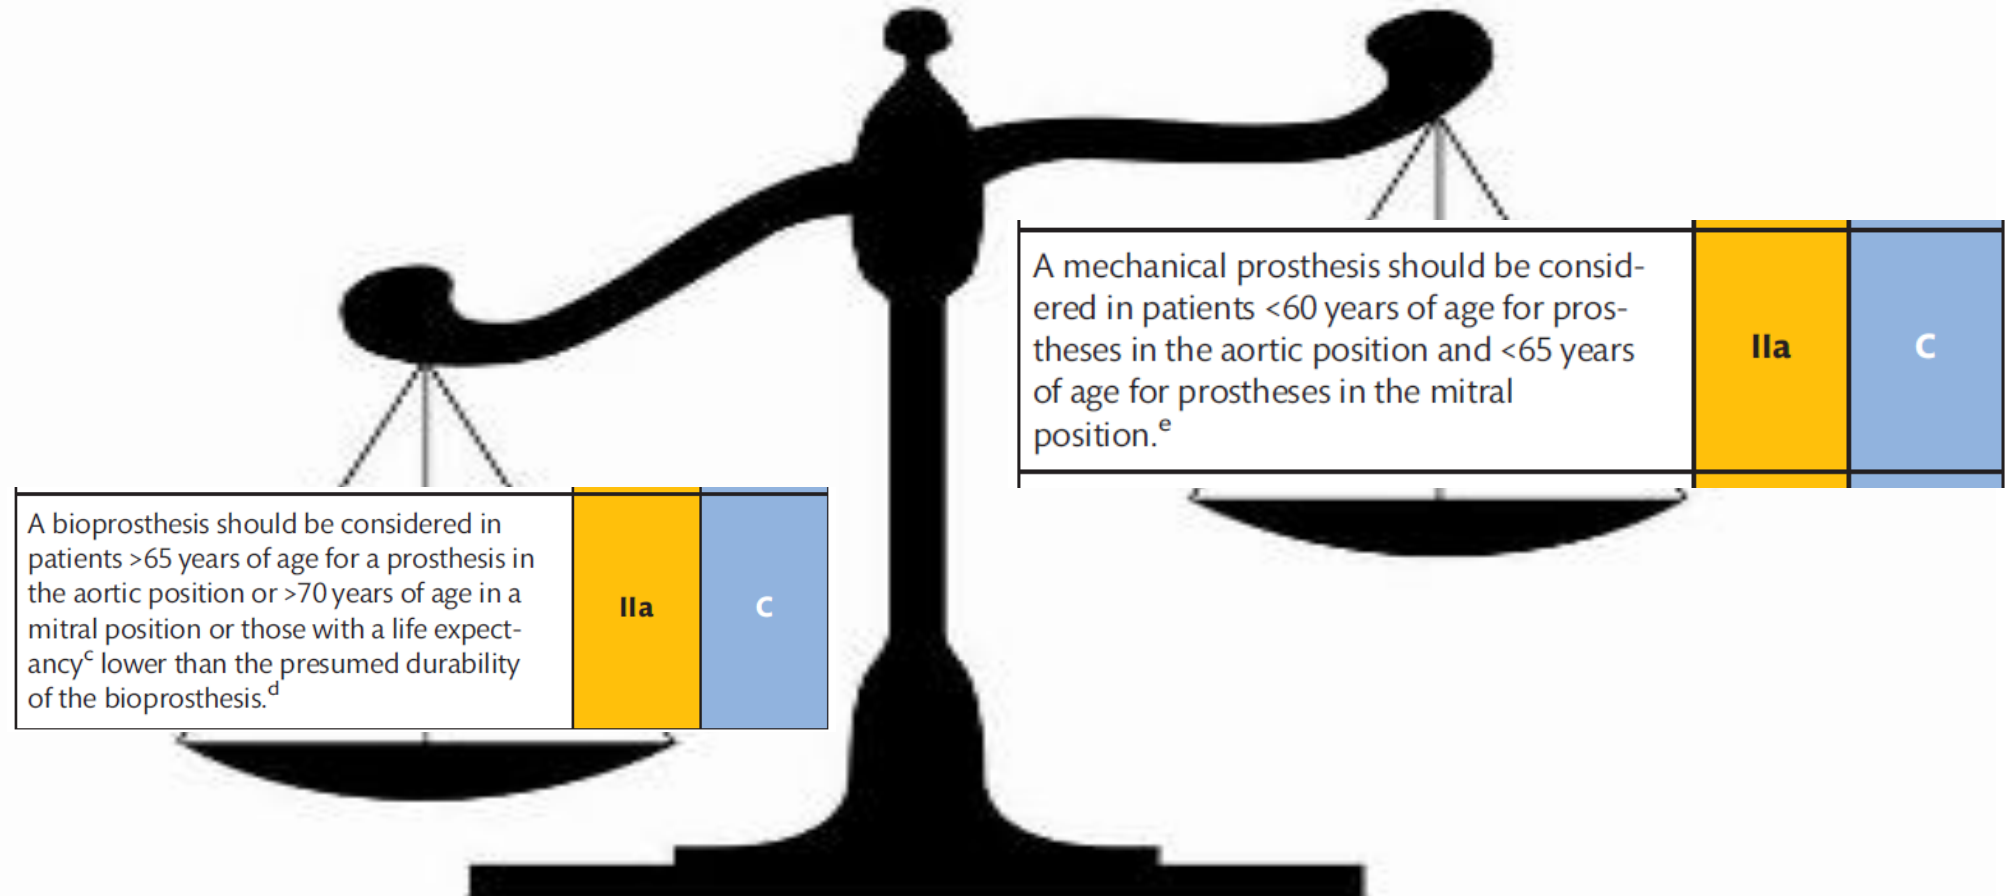 A mechanical prosthesis should be consid-
ered in patients <60 years of age for pros-
theses in the aortic position and <65 years
of age for prostheses in the mitral
position.e
IIa
C
A bioprosthesis should be considered in
patients >65 years of age for a prosthesis in
the aortic position or >70 years of age in a
mitral position or those with a life expect-
ancyc lower than the presumed durability
of the bioprosthesis.d
IIa
C